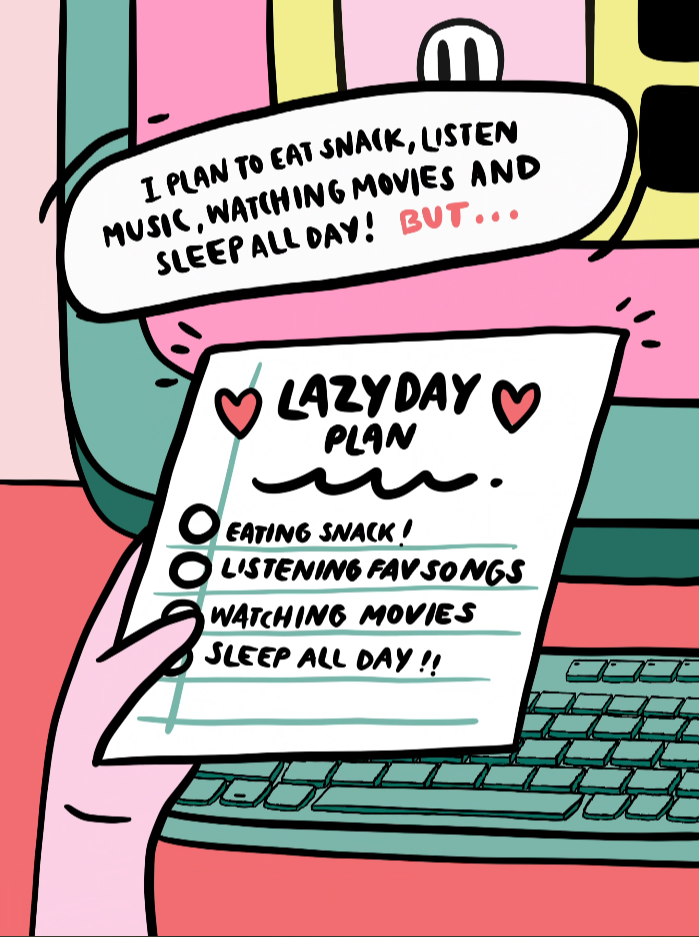 I PLAN TO EAT SNACK, LISTEN
MUSIC, WATCHING MOVIES AND
SLEEP ALL DAY! BUT...
LAZY DAY
PLAN
EATING SNACK!
LISTENING FAV SONGS
WATCHING MOVIES
SLEEP ALL DAY!!